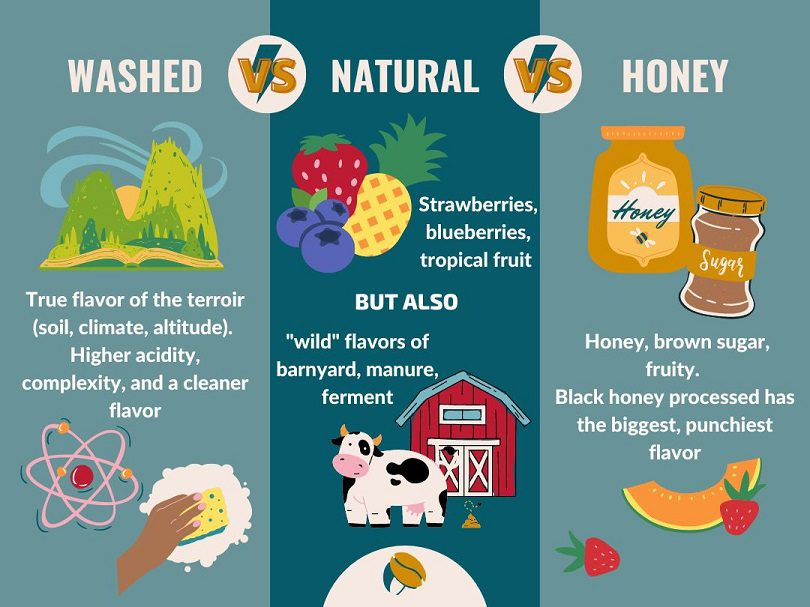 WASHED
VS
NATURAL
VS
HONEY
True flavor of the terroir
(soil, climate, altitude).
Higher acidity,
complexity, and a cleaner
flavor
Strawberries,
blueberries,
tropical fruit
BUT ALSO
"wild" flavors of
barnyard, manure,
ferment
Honey
Sugar
Honey, brown sugar,
fruity.
Black honey processed has
the biggest, punchiest
flavor